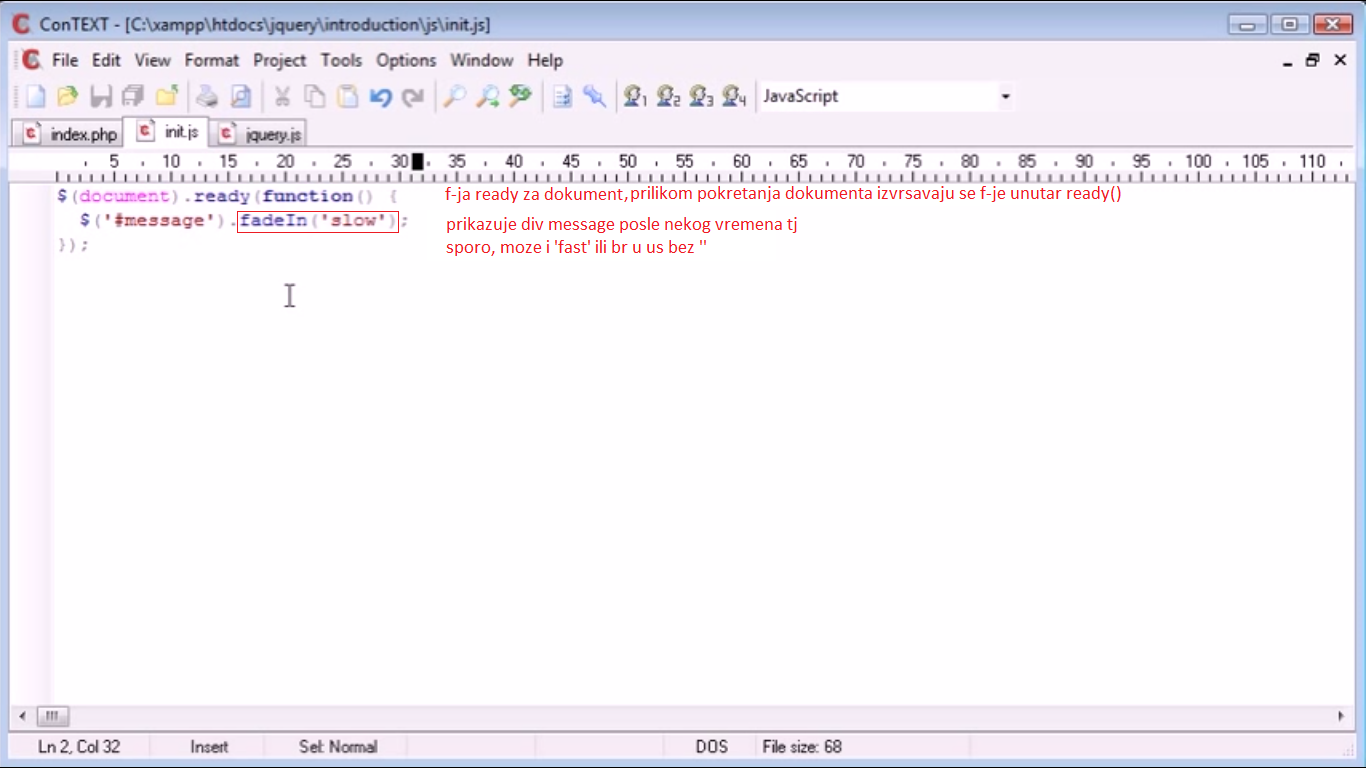 ConTEXT - [C:\xampp\htdocs\jquery\introduction\js\init.js]
File Edit View Format Project Tools Options Window Help
1 2 3 4 JavaScript
index.php init.js jquery.js
5 10 15 20 25 30 35 40 45 50 55 60 65 70 75 80 85 90 95 100 105 110
$(document).ready(function() { f-ja ready za dokument,prilikom pokretanja dokumenta izvrsavaju se f-je unutar ready()
$('#message').fadeIn('slow'); prikazuje div message posle nekog vremena tj
sporo, moze i 'fast' ili br u us bez ''
});
Ln 2, Col 32 Insert Sel: Normal DOS File size: 68